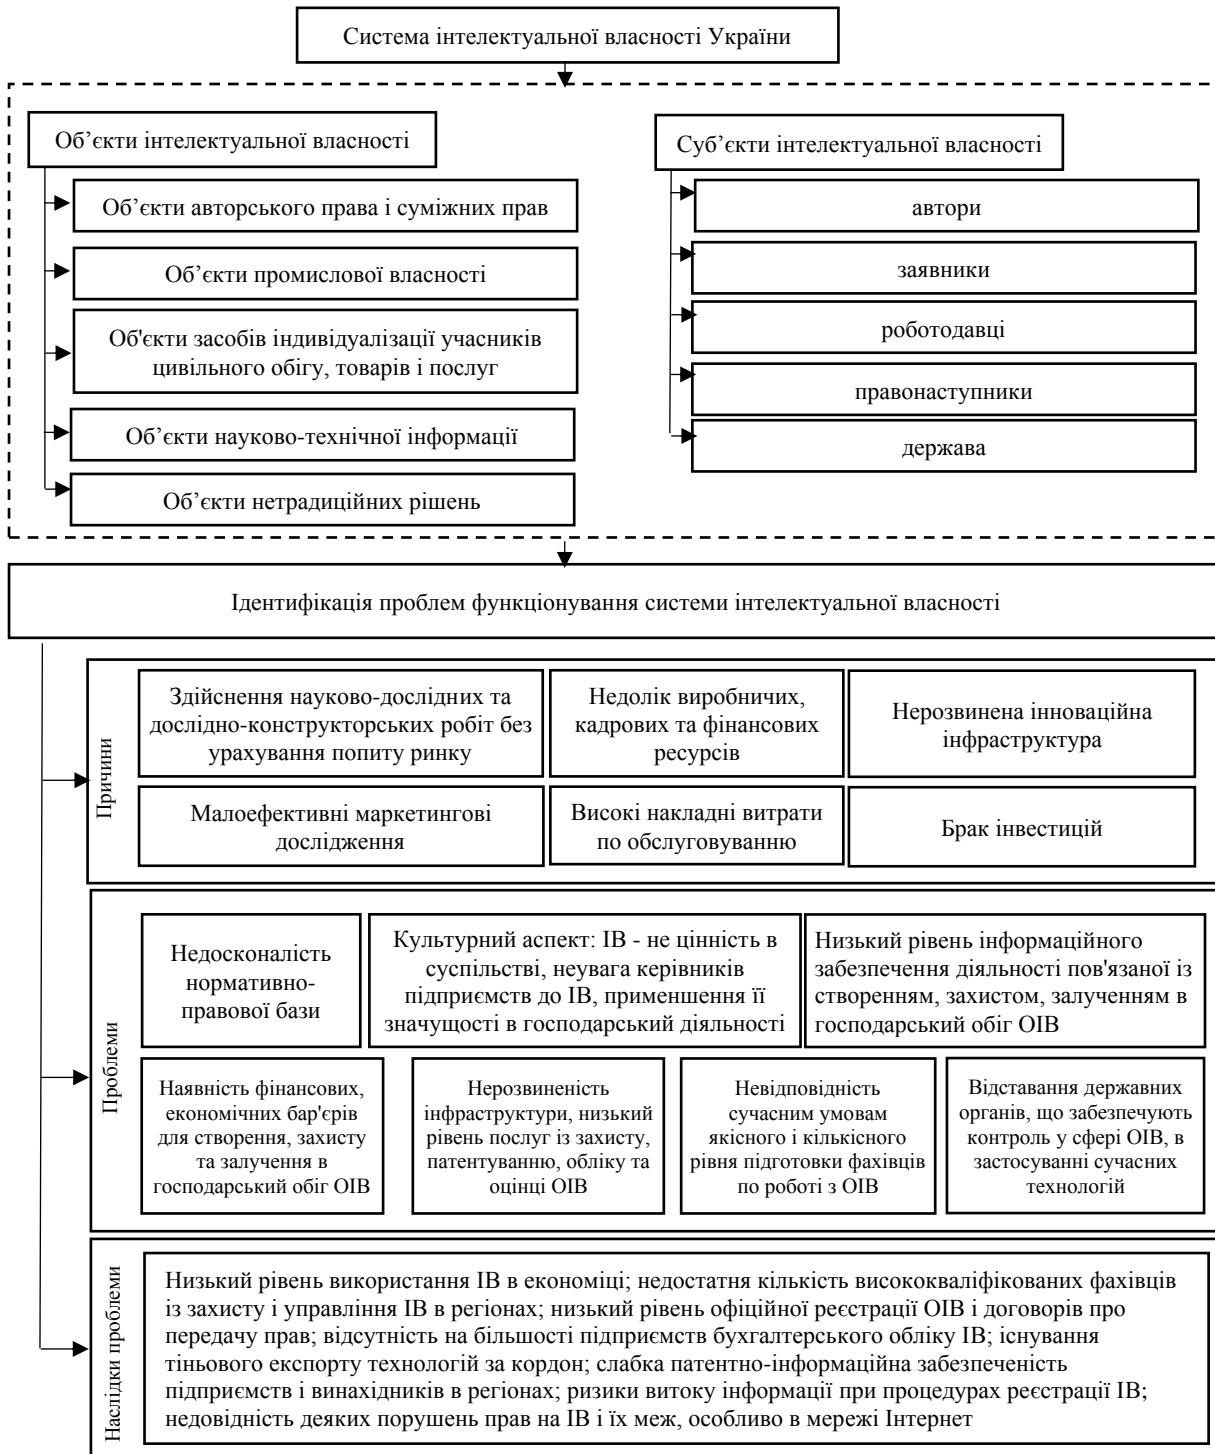 Система інтелектуальної власності України
Об’єкти інтелектуальної власності
Об’єкти авторського права і суміжних прав
Об’єкти промислової власності
Об'єкти засобів індивідуалізації учасників
цивільного обігу, товарів і послуг
Об’єкти науково-технічної інформації
Об’єкти нетрадиційних рішень
Суб’єкти інтелектуальної власності
автори
заявники
роботодавці
правонаступники
держава
Ідентифікація проблем функціонування системи інтелектуальної власності
Причини
Здійснення науково-дослідних та
дослідно-конструкторських робіт без
урахування попиту ринку
Недолік виробничих,
кадрових та фінансових
ресурсів
Нерозвинена інноваційна
інфраструктура
Малоефективні маркетингові
дослідження
Високі накладні витрати
по обслуговуванню
Брак інвестицій
Проблеми
Недосконалість
нормативно-
правової бази
Культурний аспект: ІВ - не цінність в
суспільстві, неувага керівників
підприємств до ІВ, применшення її
значущості в господарський діяльності
Низький рівень інформаційного
забезпечення діяльності пов'язаної із
створенням, захистом, залученням в
господарський обіг ОІВ
Наявність фінансових,
економічних бар'єрів
для створення, захисту
та залучення в
господарський обіг ОІВ
Нерозвиненість
інфраструктури, низький
рівень послуг із захисту,
патентуванню, обліку та
оцінці ОІВ
Невідповідність
сучасним умовам
якісного і кількісного
рівня підготовки фахівців
по роботі з ОІВ
Відставання державних
органів, що забезпечують
контроль у сфері ОІВ, в
застосуванні сучасних
технологій
Наслідки проблеми
Низький рівень використання ІВ в економіці; недостатня кількість висококваліфікованих фахівців
із захисту і управління ІВ в регіонах; низький рівень офіційної реєстрації ОІВ і договорів про
передачу прав; відсутність на більшості підприємств бухгалтерського обліку ІВ; існування
тіньового експорту технологій за кордон; слабка патентно-інформаційна забезпеченість
підприємств і винахідників в регіонах; ризики витоку інформації при процедурах реєстрації ІВ;
недовідність деяких порушень прав на ІВ і їх меж, особливо в мережі Інтернет